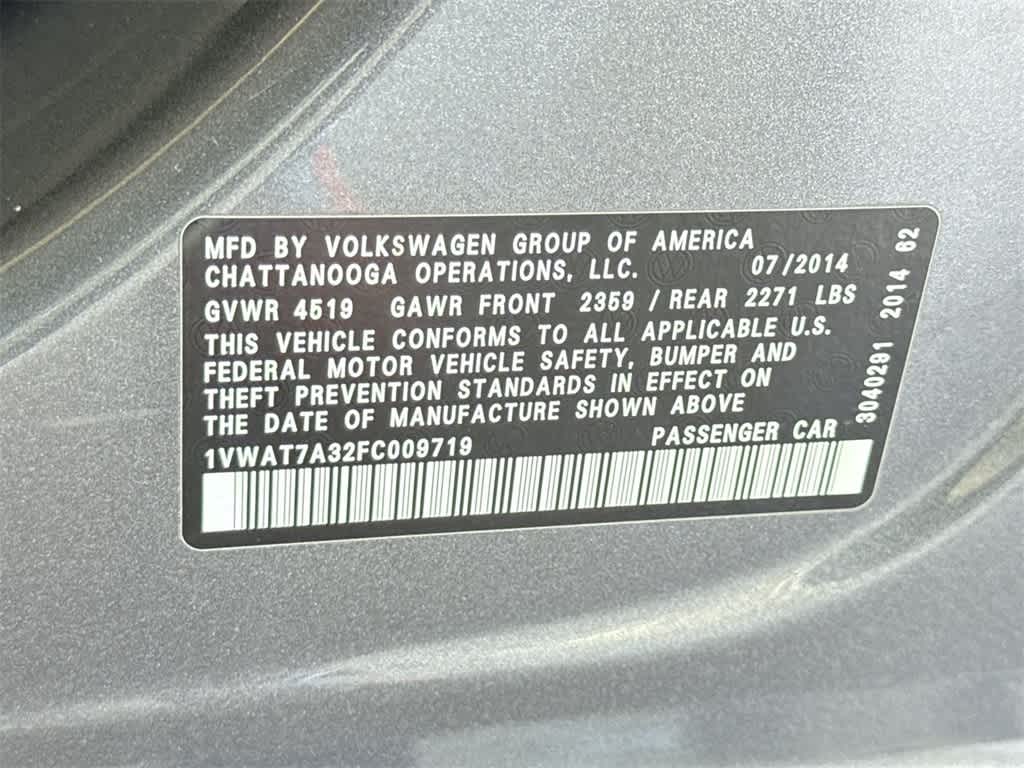 MFD BY VOLKSWAGEN GROUP OF AMERICA
CHATTANOOGA OPERATIONS, LLC. 07/2014
GVWR 4519 GAWR FRONT 2359 / REAR 2271 LBS
THIS VEHICLE CONFORMS TO ALL APPLICABLE U.S.
FEDERAL MOTOR VEHICLE SAFETY, BUMPER AND
THEFT PREVENTION STANDARDS IN EFFECT ON
THE DATE OF MANUFACTURE SHOWN ABOVE
1VWAT7A32FC009719 PASSENGER CAR
3040291 2014 62